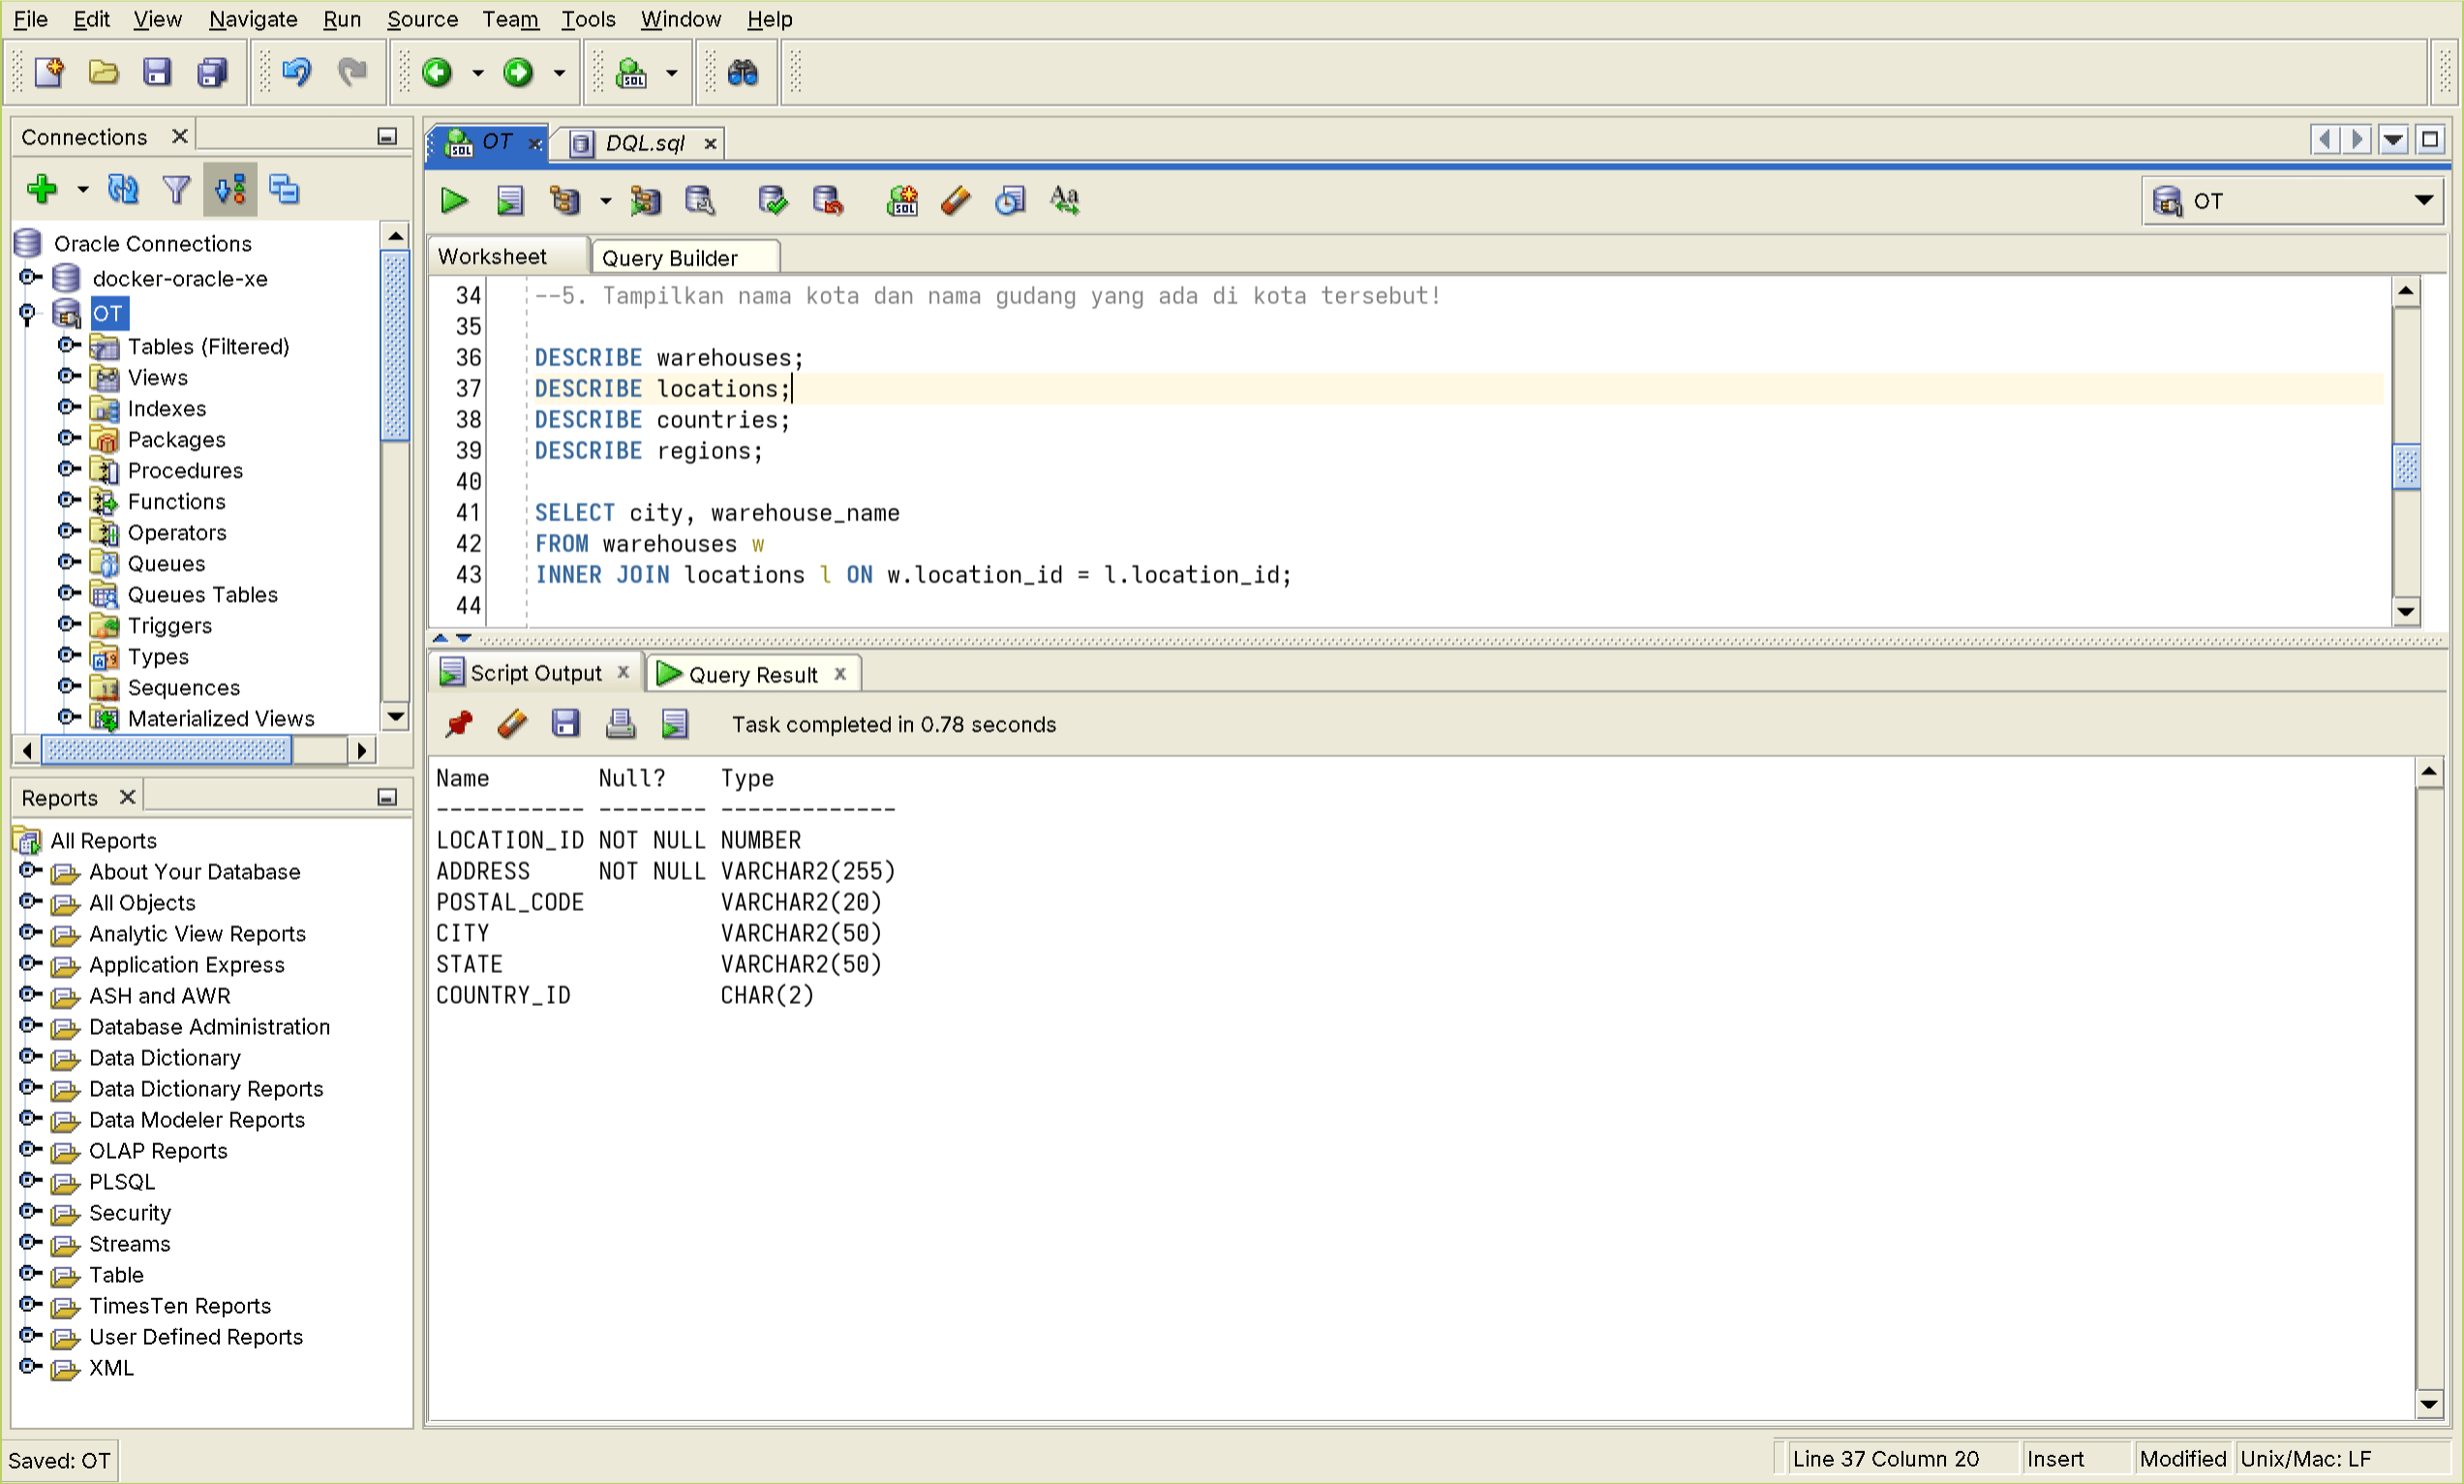 File Edit View Navigate Run Source Team Tools Window Help
Connections
Oracle Connections
docker-oracle-xe
OT
Tables (Filtered)
Views
Indexes
Packages
Procedures
Functions
Operators
Queues
Queues Tables
Triggers
Types
Sequences
Materialized Views
Reports
All Reports
About Your Database
All Objects
Analytic View Reports
Application Express
ASH and AWR
Database Administration
Data Dictionary
Data Dictionary Reports
Data Modeler Reports
OLAP Reports
PLSQL
Security
Streams
Table
TimesTen Reports
User Defined Reports
XML
OT DQL.sql
OT
Worksheet Query Builder
34 --5. Tampilkan nama kota dan nama gudang yang ada di kota tersebut!
35
36 DESCRIBE warehouses;
37 DESCRIBE locations;
38 DESCRIBE countries;
39 DESCRIBE regions;
40
41 SELECT city, warehouse_name
42 FROM warehouses w
43 INNER JOIN locations l ON w.location_id = l.location_id;
44
Script Output Query Result
Task completed in 0.78 seconds
Name Null? Type
----------- -------- -------------
LOCATION_ID NOT NULL NUMBER
ADDRESS NOT NULL VARCHAR2(255)
POSTAL_CODE VARCHAR2(20)
CITY VARCHAR2(50)
STATE VARCHAR2(50)
COUNTRY_ID CHAR(2)
Saved: OT
Line 37 Column 20 Insert Modified Unix/Mac: LF